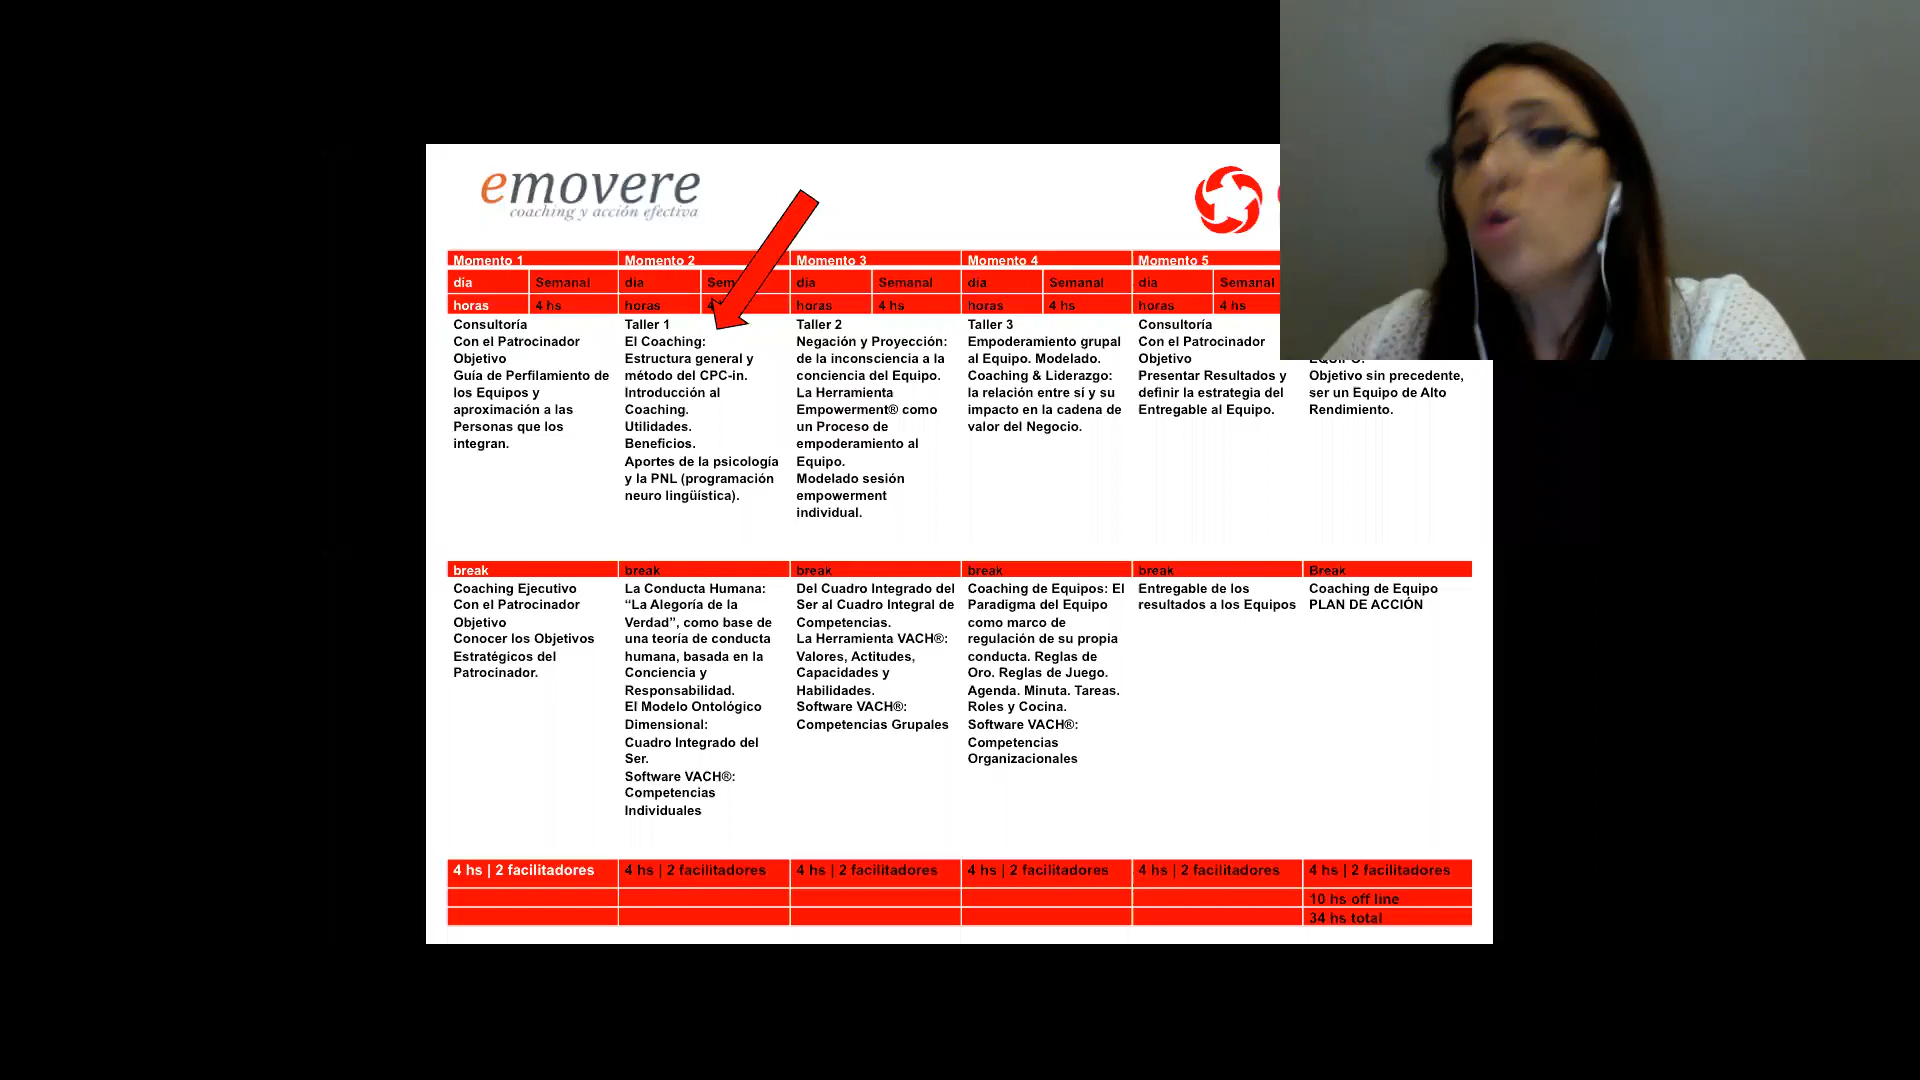 emovere
coaching y acción efectiva
Momento 1
Momento 2
Momento 3
Momento 4
Momento 5
día
Semanal
día
día
Semanal
día
Semanal
día
Semanal
horas
4 hs
horas
horas
4 hs
horas
4 hs
horas
4 hs
Consultoría
Con el Patrocinador
Objetivo
Guía de Perfilamiento de
los Equipos y
aproximación a las
Personas que los
integran.
Taller 1
El Coaching:
Estructura general y
método del CPC-in.
Introducción al
Coaching.
Utilidades.
Beneficios.
Aportes de la psicología
y la PNL (programación
neuro lingüística).
Taller 2
Negación y Proyección:
de la inconsciencia a la
conciencia del Equipo.
La Herramienta
Empowerment® como
un Proceso de
empoderamiento al
Equipo.
Modelado sesión
empowerment
individual.
Taller 3
Empoderamiento grupal
al Equipo. Modelado.
Coaching & Liderazgo:
la relación entre sí y su
impacto en la cadena de
valor del Negocio.
Consultoría
Con el Patrocinador
Objetivo
Presentar Resultados y
definir la estrategia del
Entregable al Equipo.
Objetivo sin precedente,
ser un Equipo de Alto
Rendimiento.
break
break
break
break
break
Break
Coaching Ejecutivo
Con el Patrocinador
Objetivo
Conocer los Objetivos
Estratégicos del
Patrocinador.
La Conducta Humana:
“La Alegoría de la
Verdad”, como base de
una teoría de conducta
humana, basada en la
Conciencia y
Responsabilidad.
El Modelo Ontológico
Dimensional:
Cuadro Integrado del
Ser.
Software VACH®:
Competencias
Individuales
Del Cuadro Integrado del
Ser al Cuadro Integral de
Competencias.
La Herramienta VACH®:
Valores, Actitudes,
Capacidades y
Habilidades.
Software VACH®:
Competencias Grupales
Coaching de Equipos: El
Paradigma del Equipo
como marco de
regulación de su propia
conducta. Reglas de
Oro. Reglas de Juego.
Agenda. Minuta. Tareas.
Roles y Cocina.
Software VACH®:
Competencias
Organizacionales
Entregable de los
resultados a los Equipos
Coaching de Equipo
PLAN DE ACCIÓN
4 hs | 2 facilitadores
4 hs | 2 facilitadores
4 hs | 2 facilitadores
4 hs | 2 facilitadores
4 hs | 2 facilitadores
4 hs | 2 facilitadores
10 hs off line
34 hs total